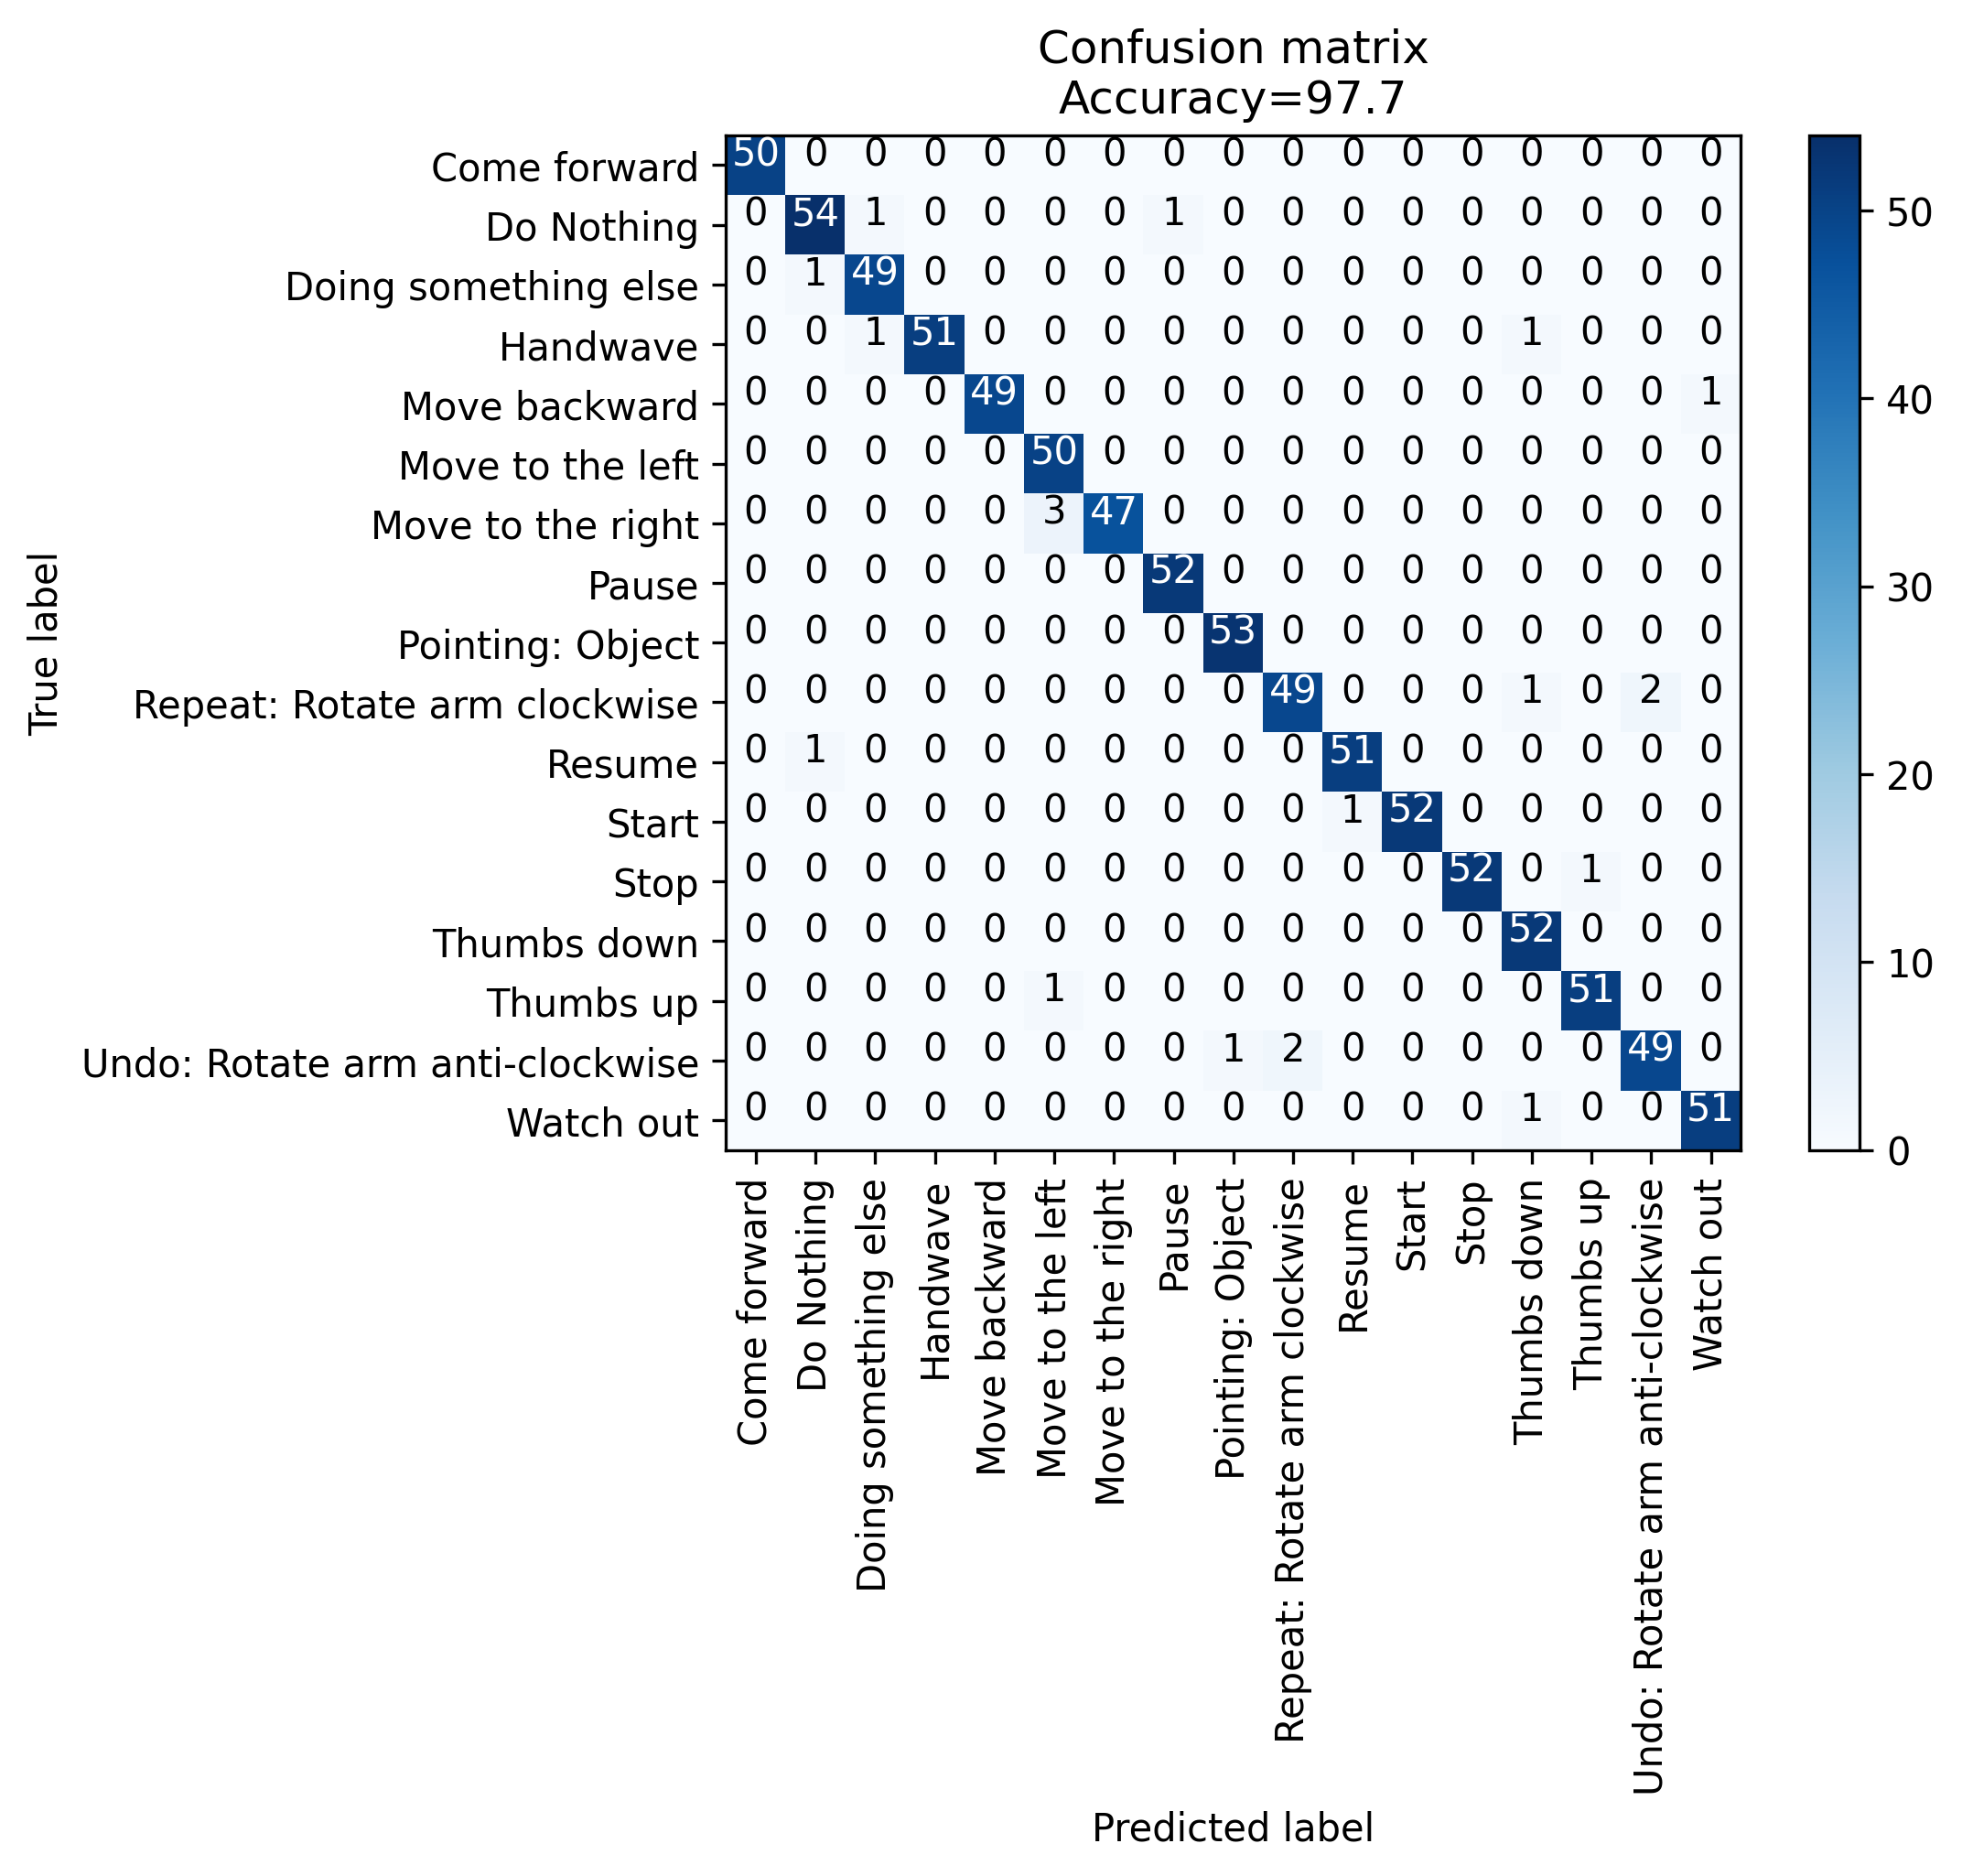 Confusion matrix
Accuracy=97.7
True label
Come forward 50 0 0 0 0 0 0 0 0 0 0 0 0 0 0 0 0
Do Nothing 0 54 1 0 0 0 0 1 0 0 0 0 0 0 0 0 0
Doing something else 0 1 49 0 0 0 0 0 0 0 0 0 0 0 0 0 0
Handwave 0 0 1 51 0 0 0 0 0 0 0 0 0 1 0 0 0
Move backward 0 0 0 0 49 0 0 0 0 0 0 0 0 0 0 0 1
Move to the left 0 0 0 0 0 50 0 0 0 0 0 0 0 0 0 0 0
Move to the right 0 0 0 0 0 3 47 0 0 0 0 0 0 0 0 0 0
Pause 0 0 0 0 0 0 0 52 0 0 0 0 0 0 0 0 0
Pointing: Object 0 0 0 0 0 0 0 0 53 0 0 0 0 0 0 0 0
Repeat: Rotate arm clockwise 0 0 0 0 0 0 0 0 0 49 0 0 0 1 0 2 0
Resume 0 1 0 0 0 0 0 0 0 0 51 0 0 0 0 0 0
Start 0 0 0 0 0 0 0 0 0 0 1 52 0 0 0 0 0
Stop 0 0 0 0 0 0 0 0 0 0 0 0 52 0 1 0 0
Thumbs down 0 0 0 0 0 0 0 0 0 0 0 0 0 52 0 0 0
Thumbs up 0 0 0 0 0 1 0 0 0 0 0 0 0 0 51 0 0
Undo: Rotate arm anti-clockwise 0 0 0 0 0 0 0 0 1 2 0 0 0 0 0 49 0
Watch out 0 0 0 0 0 0 0 0 0 0 0 0 0 1 0 0 51
Come forward
Do Nothing
Doing something else
Handwave
Move backward
Move to the left
Move to the right
Pause
Pointing: Object
Repeat: Rotate arm clockwise
Resume
Start
Stop
Thumbs down
Thumbs up
Undo: Rotate arm anti-clockwise
Watch out
Predicted label
50
40
30
20
10
0